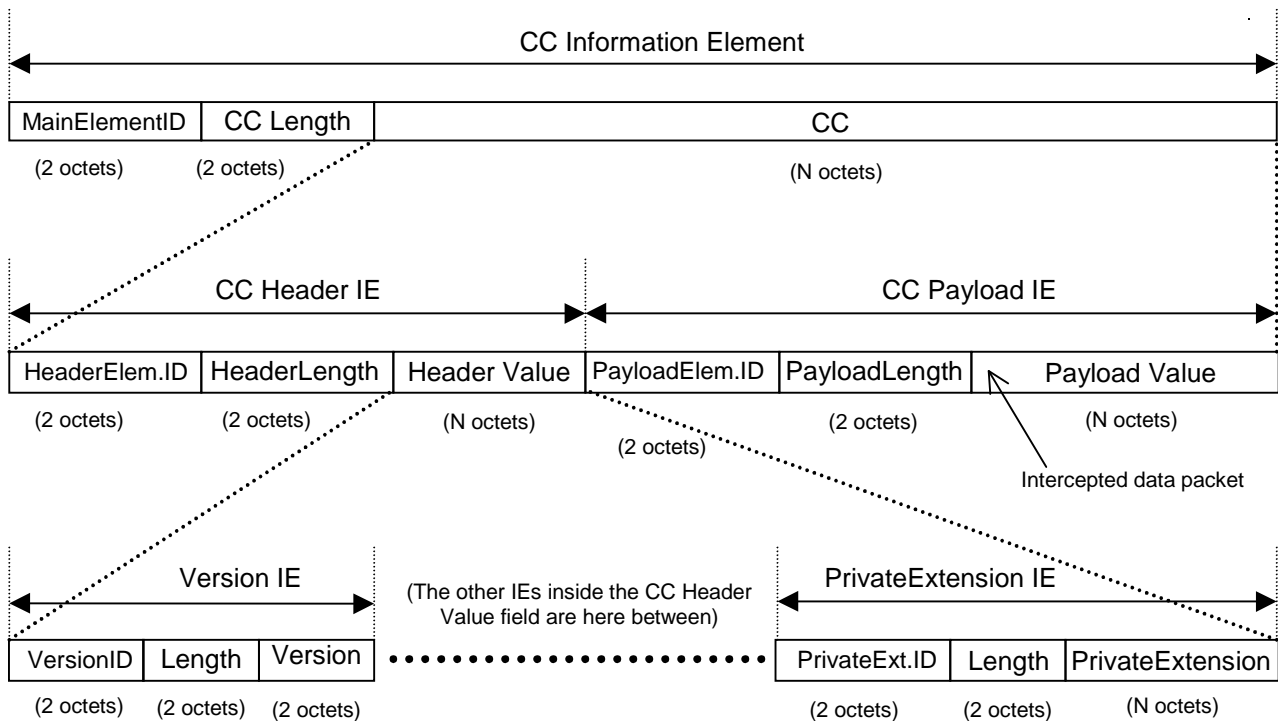 CC Information Element
MainElementID CC Length CC
(2 octets) (2 octets) (N octets)
CC Header IE CC Payload IE
HeaderElem.ID HeaderLength Header Value PayloadElem.ID PayloadLength Payload Value
(2 octets) (2 octets) (N octets) (2 octets) (2 octets) (N octets)
Intercepted data packet
Version IE
(The other IEs inside the CC Header
Value field are here between)
PrivateExtension IE
VersionID Length Version PrivateExt.ID Length PrivateExtension
(2 octets) (2 octets) (2 octets) (2 octets) (2 octets) (N octets)